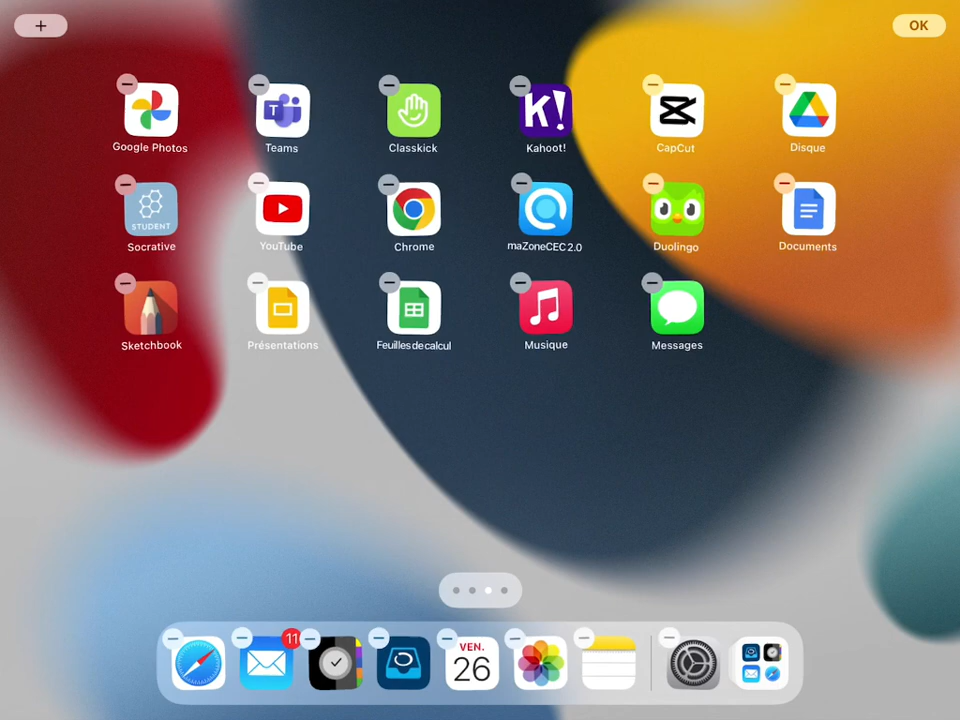 +
OK
Google Photos
T
Teams
Classkick
K!
Kahoot!
CapCut
Disque
STUDENT
Socrative
YouTube
Chrome
maZoneCEC 2.0
Duolingo
Documents
Sketchbook
Présentations
Feuilles de calcul
Musique
Messages
11
VEN.
26